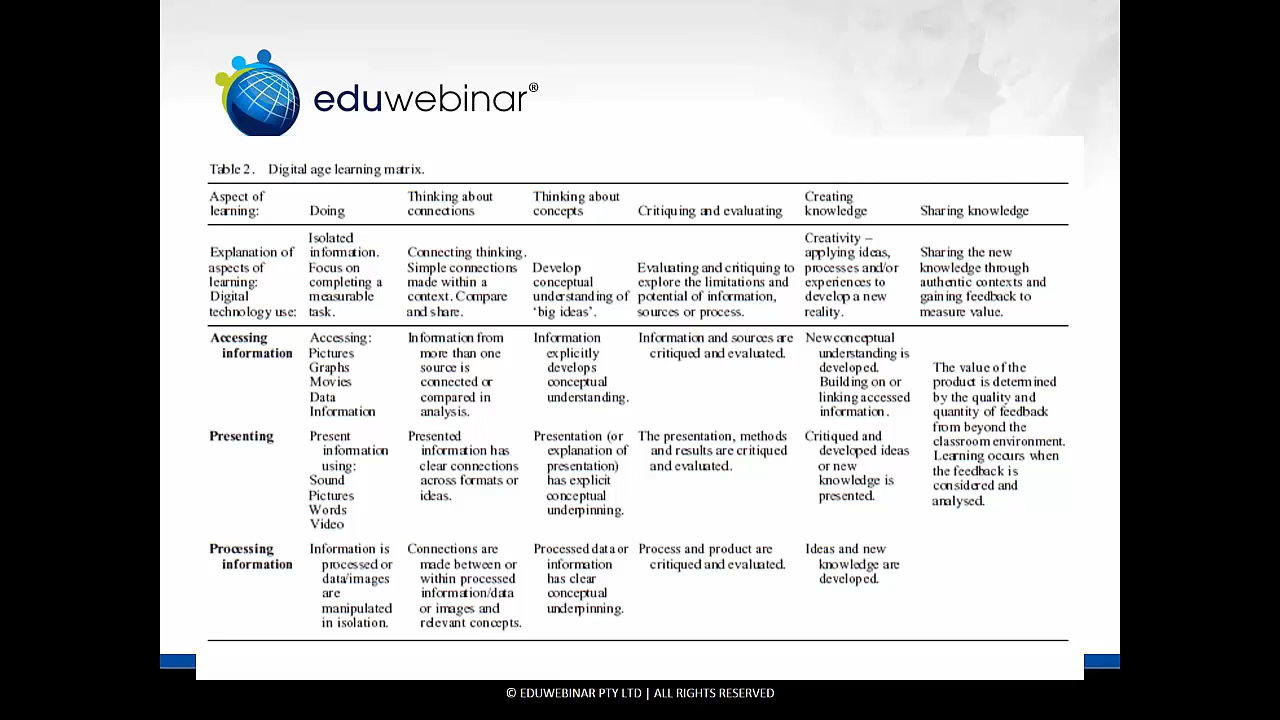 eduwebinar®
Table 2. Digital age learning matrix.
Aspect of
learning:
Doing
Thinking about
connections
Thinking about
concepts
Critiquing and evaluating
Creating
knowledge
Sharing knowledge
Explanation of
aspects of
learning:
Digital
technology use:
Isolated
information.
Focus on
completing a
measurable
task.
Connecting thinking.
Simple connections
made within a
context. Compare
and share.
Develop
conceptual
understanding of
‘big ideas’.
Evaluating and critiquing to
explore the limitations and
potential of information,
sources or process.
Creativity –
applying ideas,
processes and/or
experiences to
develop a new
reality.
Sharing the new
knowledge through
authentic contexts and
gaining feedback to
measure value.
Accessing
information
Accessing:
Pictures
Graphs
Movies
Data
Information
Information from
more than one
source is
connected or
compared in
analysis.
Information
explicitly
develops
conceptual
understanding.
Information and sources are
critiqued and evaluated.
New conceptual
understanding is
developed.
Building on or
linking accessed
information.
The value of the
product is determined
by the quality and
quantity of feedback
from beyond the
classroom environment.
Learning occurs when
the feedback is
considered and
analysed.
Presenting
Present
information
using:
Sound
Pictures
Words
Video
Presented
information has
clear connections
across formats or
ideas.
Presentation (or
explanation of
presentation)
has explicit
conceptual
underpinning.
The presentation, methods
and results are critiqued
and evaluated.
Critiqued and
developed ideas
or new
knowledge is
presented.
Processing
information
Information is
processed or
data/images
are
manipulated
in isolation.
Connections are
made between or
within processed
information/data
or images and
relevant concepts.
Processed data or
information
has clear
conceptual
underpinning.
Process and product are
critiqued and evaluated.
Ideas and new
knowledge are
developed.
© EDUWEBINAR PTY LTD | ALL RIGHTS RESERVED